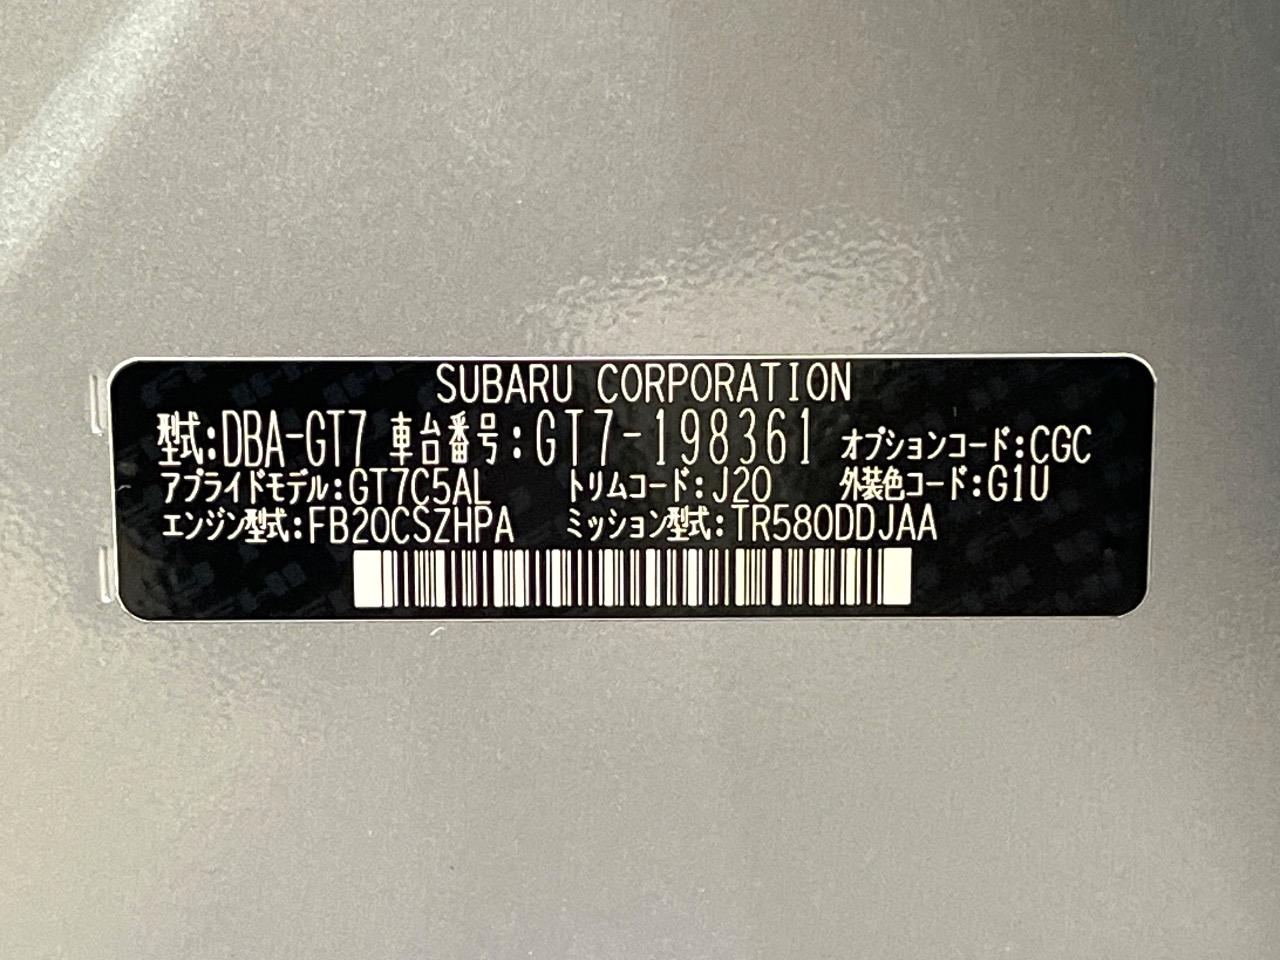 SUBARU CORPORATION
型式:DBA-GT7 車台番号:GT7-198361 オプションコード:CGC
アプライドモデル:GT7C5AL トリムコード:J20 外装色コード:G1U
エンジン型式:FB20CSZHPA ミッション型式:TR580DDJAA